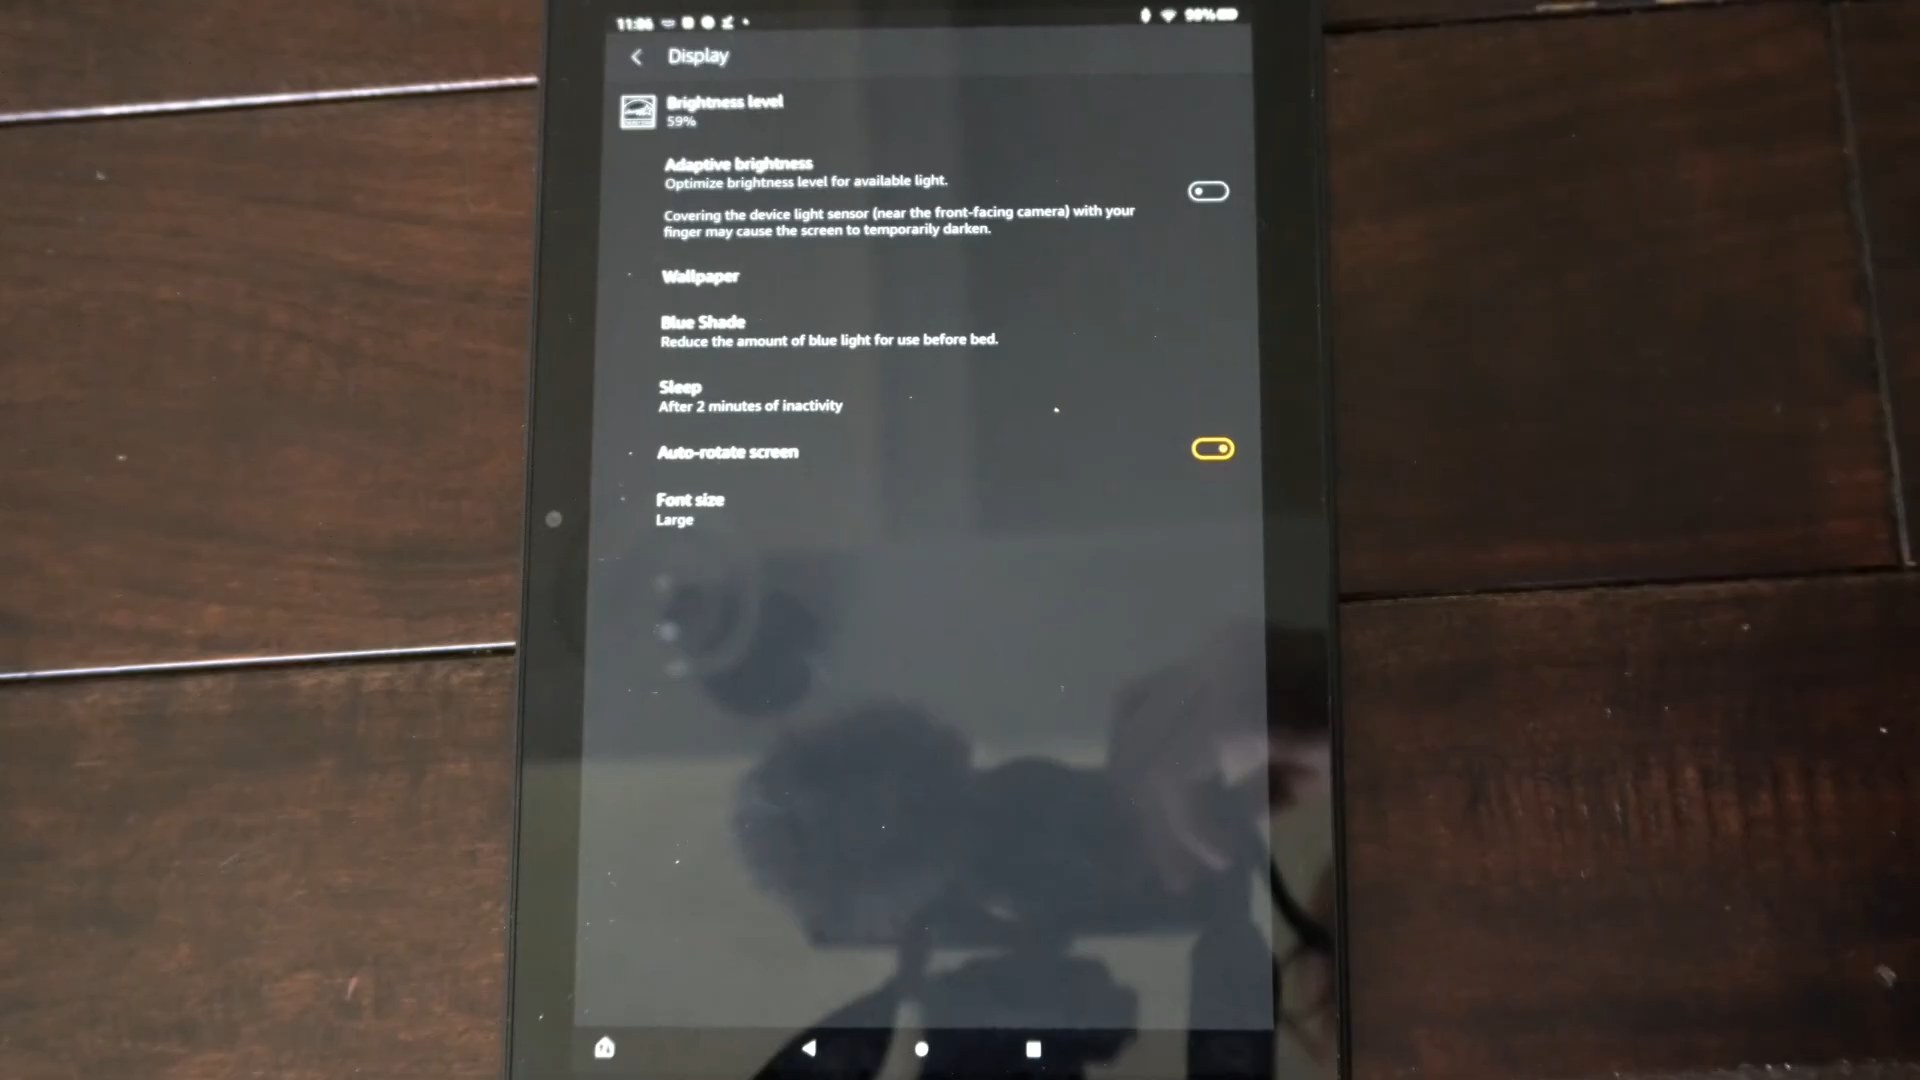 11:06
Display
Brightness level
59%
Adaptive brightness
Optimize brightness level for available light.
Covering the device light sensor (near the front-facing camera) with your
finger may cause the screen to temporarily darken.
Wallpaper
Blue Shade
Reduce the amount of blue light for use before bed.
Sleep
After 2 minutes of inactivity
Auto-rotate screen
Font size
Large